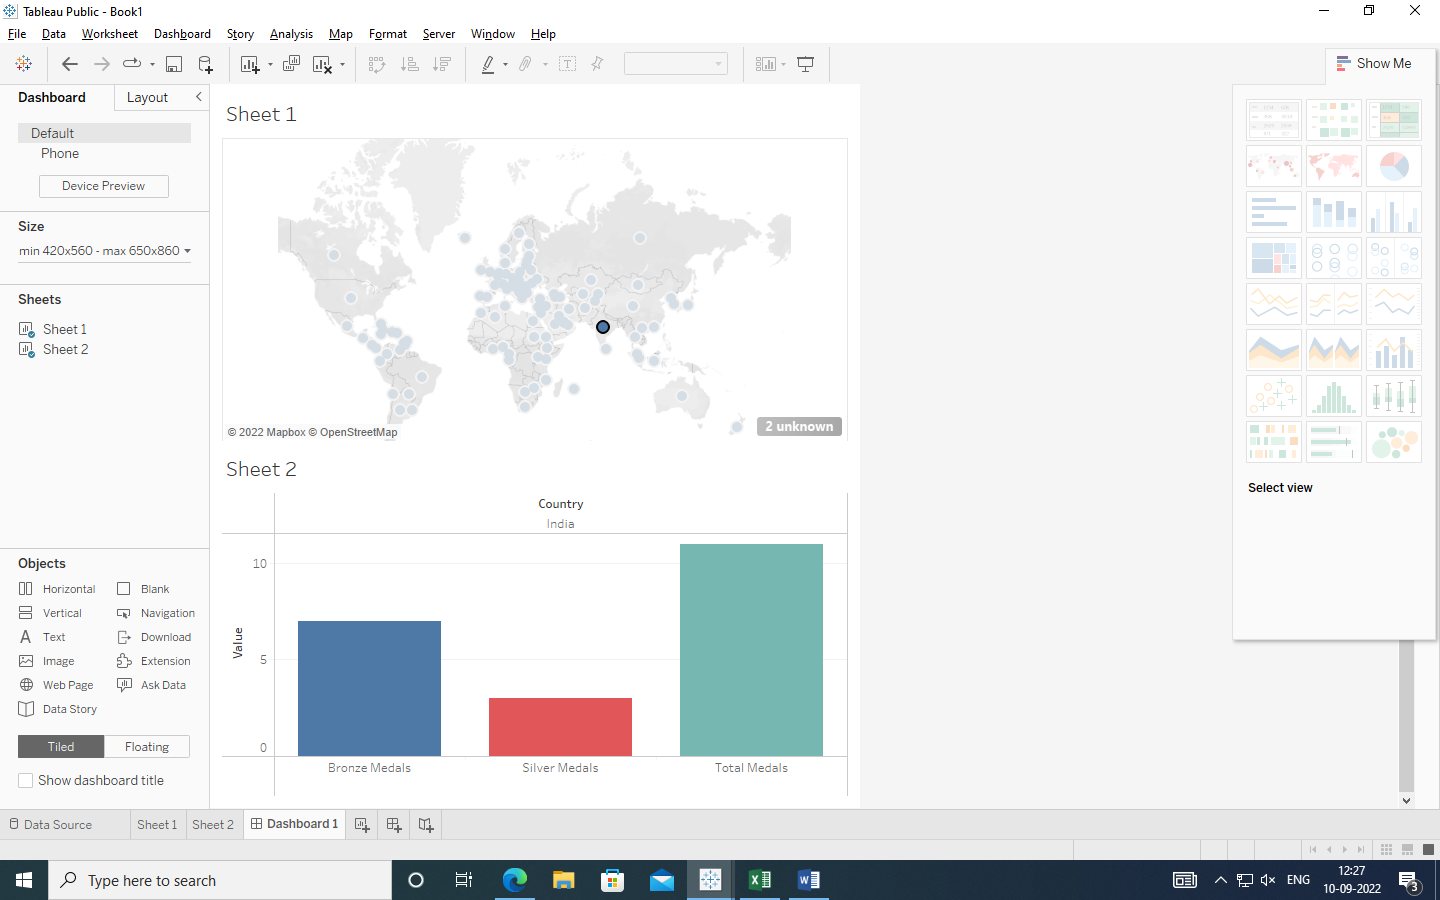 Tableau Public - Book1
File Data Worksheet Dashboard Story Analysis Map Format Server Window Help
Show Me
Dashboard Layout
Default
Phone
Device Preview
Size
min 420x560 - max 650x860
Sheets
Sheet 1
Sheet 2
Objects
Horizontal Blank
Vertical Navigation
Text Download
Image Extension
Web Page Ask Data
Data Story
Tiled Floating
Show dashboard title
Sheet 1
© 2022 Mapbox © OpenStreetMap
2 unknown
Sheet 2
Country
India
Value
10
5
0
Bronze Medals Silver Medals Total Medals
Select view
Data Source Sheet 1 Sheet 2 Dashboard 1
Type here to search
ENG
12:27
10-09-2022
3